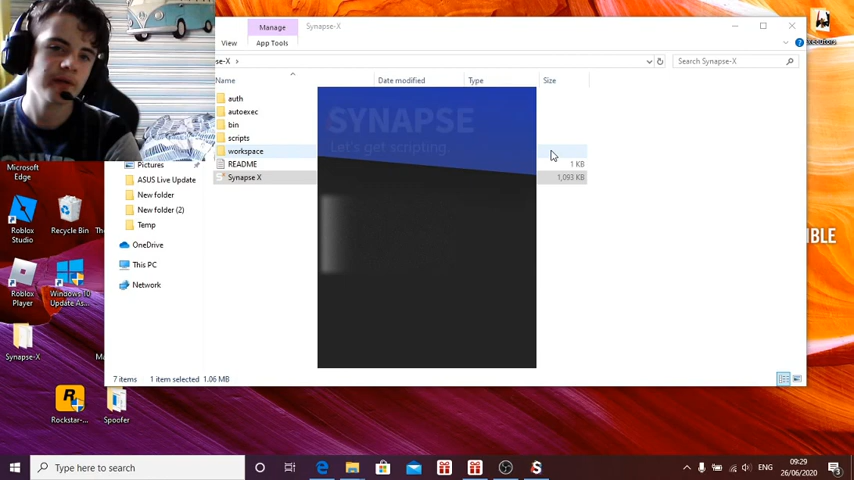 Manage
Synapse-X
View
App Tools
se-X
Search Synapse-X
Name
Date modified
Type
Size
auth
autoexec
bin
scripts
workspace
README
1 KB
Synapse X
1,093 KB
SYNAPSE
Let's get scripting.
Pictures
ASUS Live Update
New folder
New folder (2)
Temp
OneDrive
This PC
Network
7 items
1 item selected 1.06 MB
Microsoft
Edge
Roblox
Studio
Recycle Bin
Roblox
Player
Windows 10
Update As...
Synapse-X
Rockstar-...
Spoofer
IBLE
Type here to search
ENG
09:29
26/06/2020